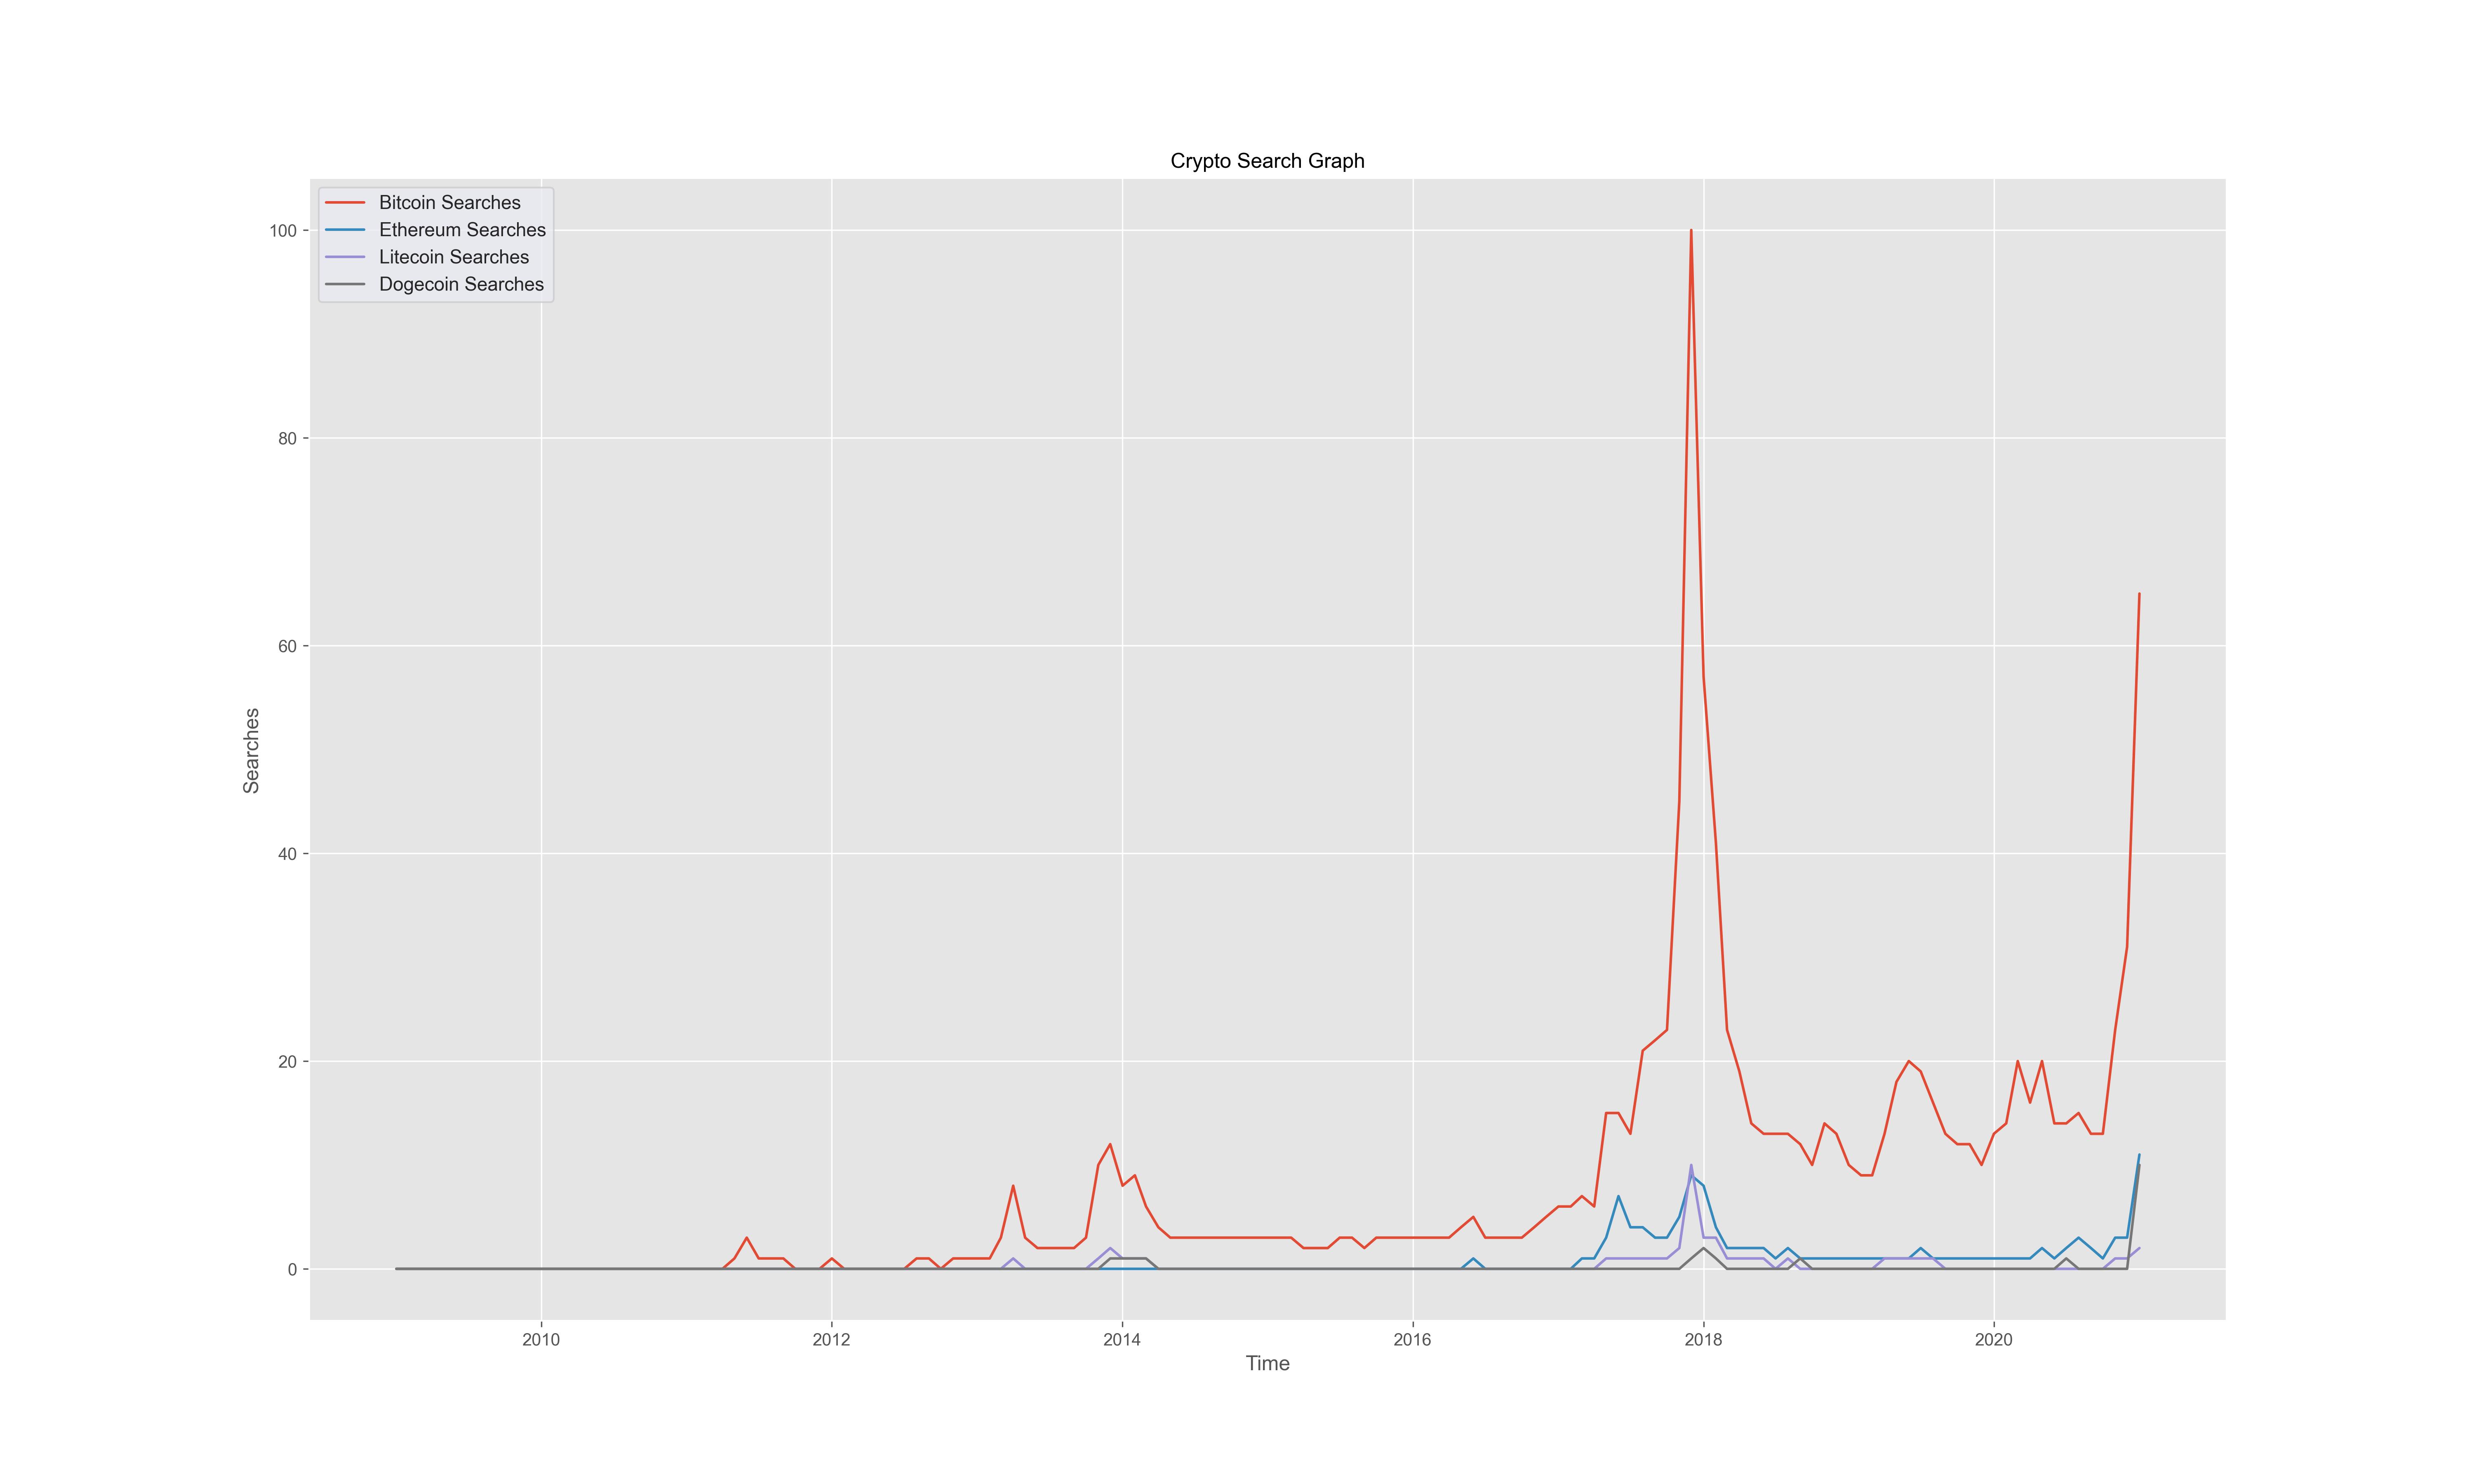 Crypto Search Graph
Bitcoin Searches
Ethereum Searches
Litecoin Searches
Dogecoin Searches
100
80
60
40
20
0
Searches
2010 2012 2014 2016 2018 2020
Time